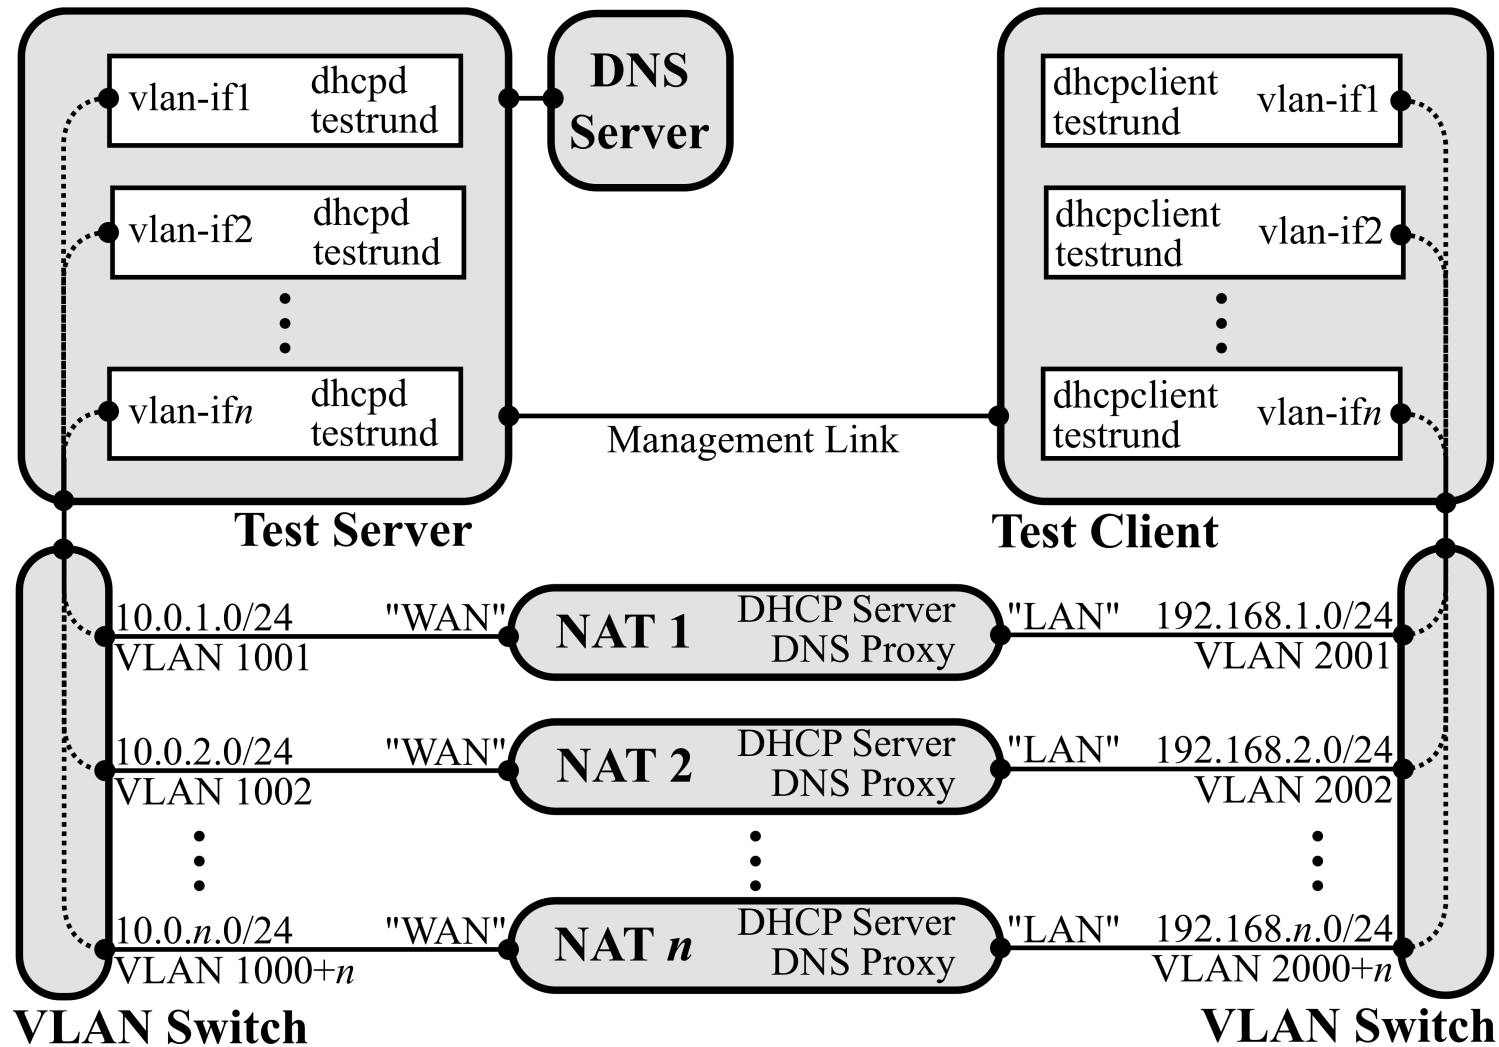 vlan-if1
dhcpd
testrund
vlan-if2
dhcpd
testrund
vlan-ifn
dhcpd
testrund
Test Server
DNS
Server
Management Link
dhcpclient
testrund
vlan-if1
dhcpclient
testrund
vlan-if2
dhcpclient
testrund
vlan-ifn
Test Client
10.0.1.0/24 "WAN"
VLAN 1001
NAT 1
DHCP Server
DNS Proxy
"LAN" 192.168.1.0/24
VLAN 2001
10.0.2.0/24 "WAN"
VLAN 1002
NAT 2
DHCP Server
DNS Proxy
"LAN" 192.168.2.0/24
VLAN 2002
10.0.n.0/24 "WAN"
VLAN 1000+n
NAT n
DHCP Server
DNS Proxy
"LAN" 192.168.n.0/24
VLAN 2000+n
VLAN Switch
VLAN Switch